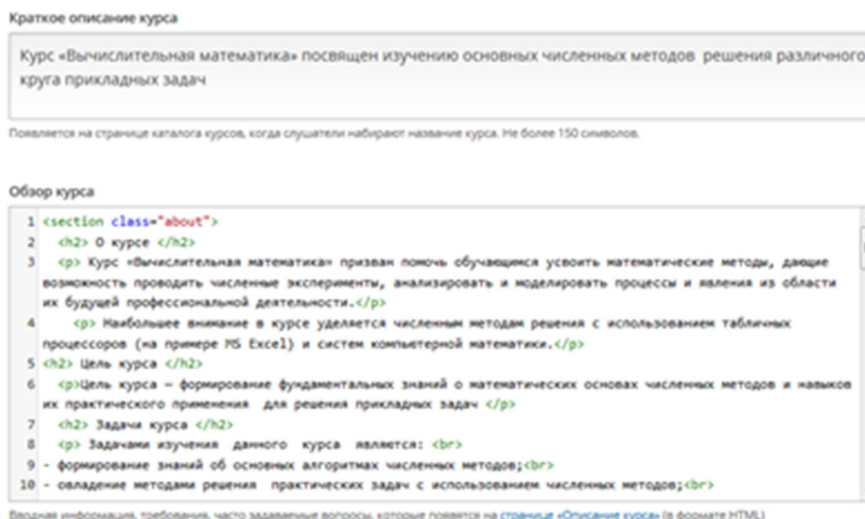 Краткое описание курса
Курс «Вычислительная математика» посвящен изучению основных численных методов  решения различного
круга прикладных задач
Появляется на странице каталога курсов, когда слушатели набирают название курса. Не более 150 символов.
Обзор курса
1 <section class="about">
2 <h2> О курсе </h2>
3 <p> Курс «Вычислительная математика» призван помочь обучающимся усвоить математические методы, дающие
возможность проводить численные эксперименты, анализировать и моделировать процессы и явления из области
их будущей профессиональной деятельности.</p>
4 <p> Наибольшее внимание в курсе уделяется численным методам решения с использованием табличных
процессоров (на примере MS Excel) и систем компьютерной математики.</p>
5 <h2> Цель курса </h2>
6 <p>Цель курса – формирование фундаментальных знаний о математических основах численных методов и навыков
их практического применения  для решения прикладных задач </p>
7 <h2> Задачи курса </h2>
8 <p> Задачами изучения  данного  курса  являются: <br>
9 - формирование знаний об основных алгоритмах численных методов;<br>
10 - овладение методами решения  практических задач с использованием численных методов;<br>
Вводная информация, требования, часто задаваемые вопросы, которые появятся на странице «Описание курса» (в формате HTML)